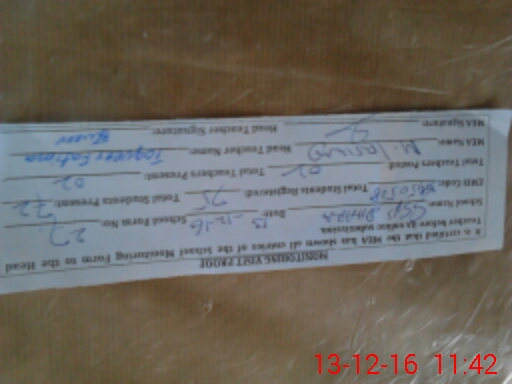 MONITORING VISIT PROOF
It is certified that the MEA has shown all entries of the School Monitoring Form to the Head
Teacher before its online submission.
School Name: Date: 13-12-16 School Form No: 27
EMIS Code: Total Students Registered: 75 Total Students Present: 72
Total Teachers Posted: 02 Total Teachers Present: 02
MEA Name: Head Teacher Name: Fatima
MEA Signature: Head Teacher Signature:
13-12-16 11:42